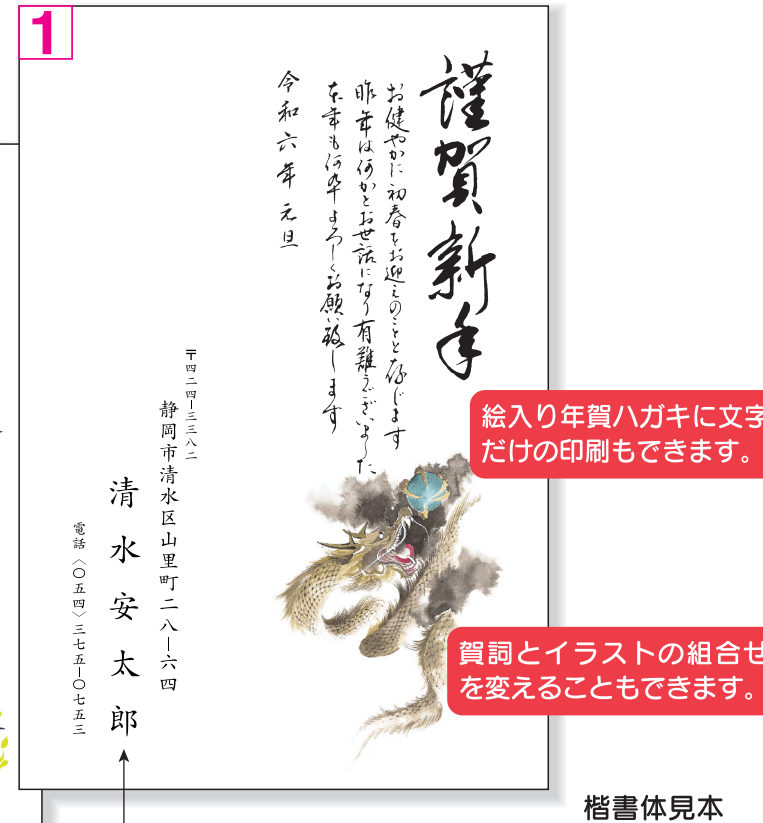 1
謹賀新年
お健やかに初春をお迎えのことと存じます
昨年は何かとお世話になり有難うございました
本年も何卒よろしくお願い致します
令和六年 元旦
〒四二四―三三八二
静岡市清水区山里町二八―六四
清水安太郎
電話〈〇五四〉三七五―〇七五三
絵入り年賀ハガキに文字
だけの印刷もできます。
賀詞とイラストの組合せ
を変えることもできます。
楷書体見本